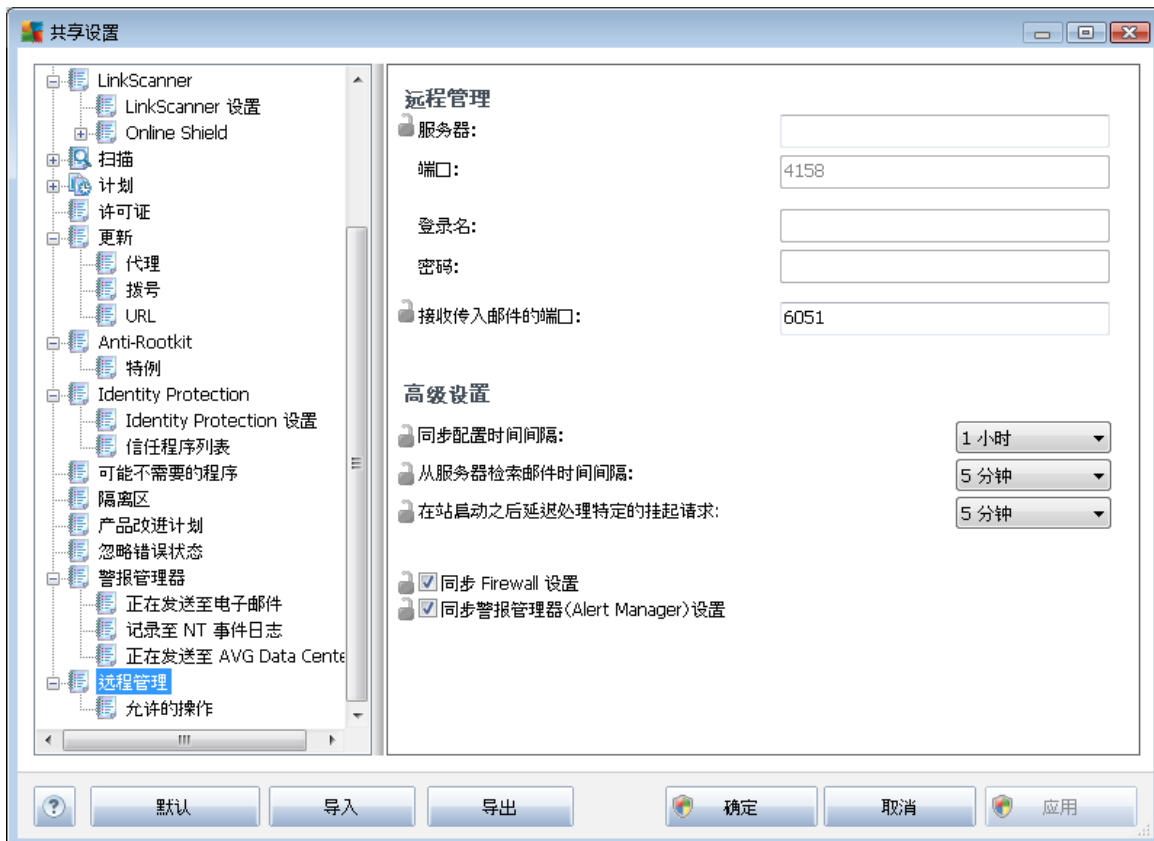 共享设置
LinkScanner
LinkScanner 设置
Online Shield
扫描
计划
许可证
更新
代理
拨号
URL
Anti-Rootkit
特例
Identity Protection
Identity Protection 设置
信任程序列表
可能不需要的程序
隔离区
产品改进计划
忽略错误状态
警报管理器
正在发送至电子邮件
记录至 NT 事件日志
正在发送至 AVG Data Cente
远程管理
允许的操作
远程管理
服务器:
端口:
4158
登录名:
密码:
接收传入邮件的端口:
6051
高级设置
同步配置时间间隔:
1 小时
从服务器检索邮件时间间隔:
5 分钟
在站启动之后延迟处理特定的挂起请求:
5 分钟
同步 Firewall 设置
同步警报管理器(Alert Manager)设置
默认
导入
导出
确定
取消
应用